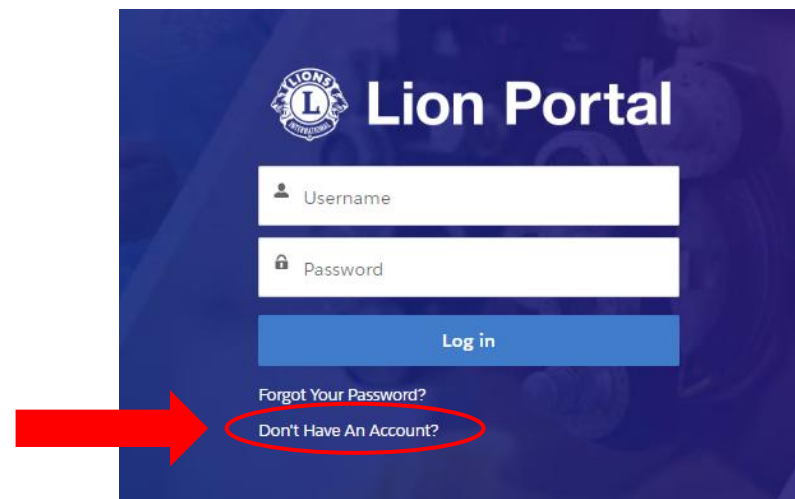 LIONS
L
INTERNATIONAL
Lion Portal
Username
Password
Log in
Forgot Your Password?
Don't Have An Account?